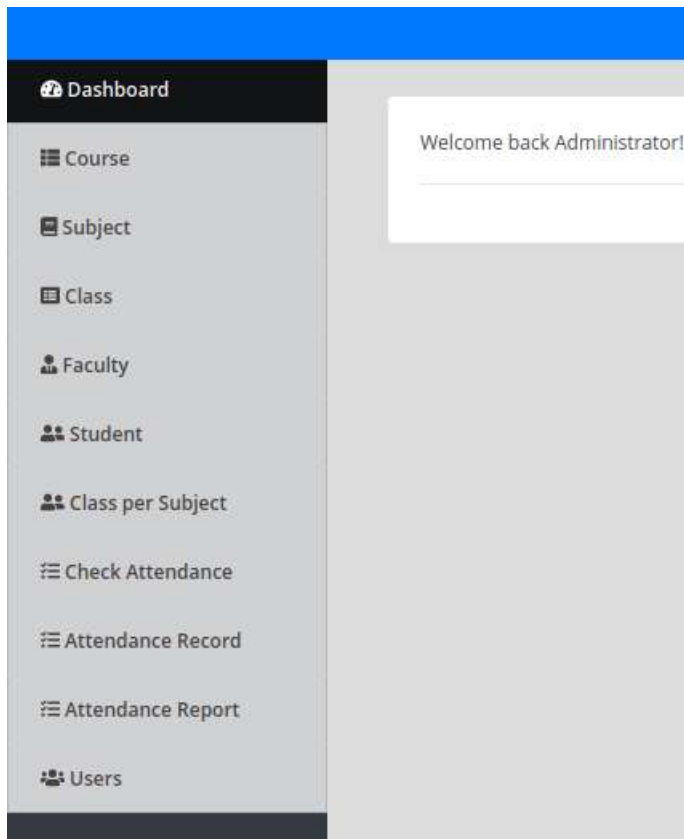 Dashboard
Course
Subject
Class
Faculty
Student
Class per Subject
Check Attendance
Attendance Record
Attendance Report
Users
Welcome back Administrator!